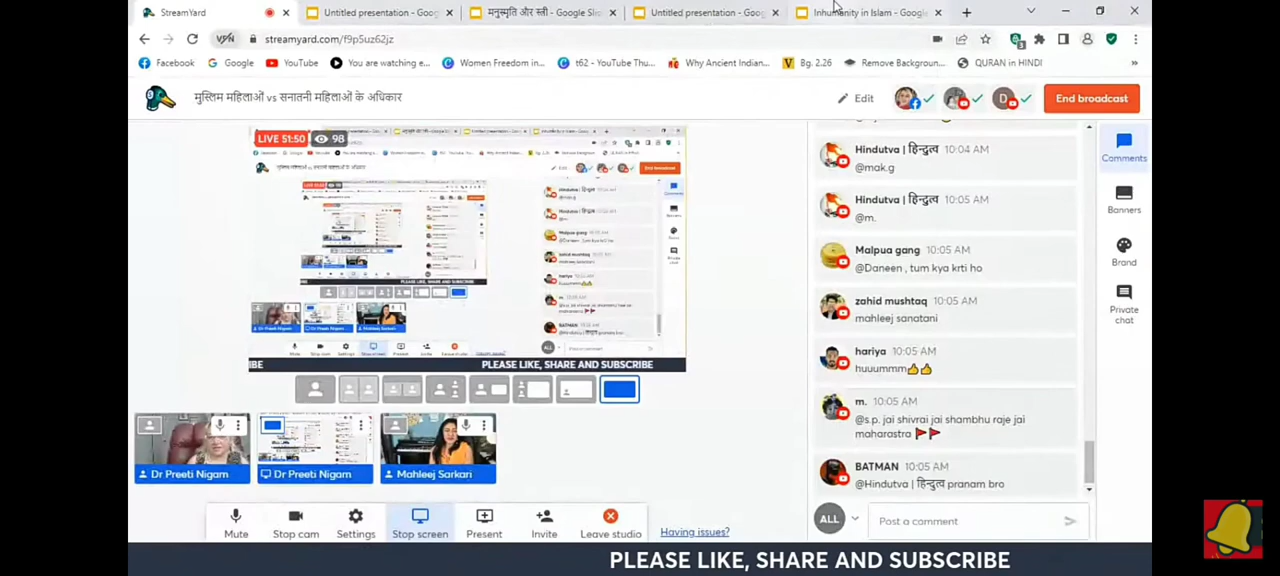 StreamYard
Untitled presentation - Goog
मनुस्मृति और स्त्री - Google Sli
Untitled presentation - Goog
Inhumanity in Islam - Google
VPN
streamyard.com/f9p5uz62jz
Facebook
Google
YouTube
You are watching e...
Women Freedom in...
t62 - YouTube Thu...
Why Ancient Indian...
Bg. 2.26
Remove Backgroun...
QURAN in HINDI
मुस्लिम महिलाओं vs सनातनी महिलाओं के अधिकार
Edit
D
End broadcast
LIVE 51:50
98
IBE
PLEASE LIKE, SHARE AND SUBSCRIBE
Dr Preeti Nigam
Dr Preeti Nigam
Mahleej Sarkari
Mute
Stop cam
Settings
Stop screen
Present
Invite
Leave studio
Having issues?
Hindutva | हिन्दुत्व 10:04 AM
@mak.g
Hindutva | हिन्दुत्व 10:05 AM
@m.
Malpua gang 10:05 AM
@Daneen , tum kya krti ho
zahid mushtaq 10:05 AM
mahleej sanatani
hariya 10:05 AM
huuummm👍👍
m. 10:05 AM
@s.p. jai shivrai jai shambhu raje jai
maharastra 🚩🚩
BATMAN 10:05 AM
@Hindutva | हिन्दुत्व pranam bro
ALL
Post a comment
Comments
Banners
Brand
Private
chat
PLEASE LIKE, SHARE AND SUBSCRIBE